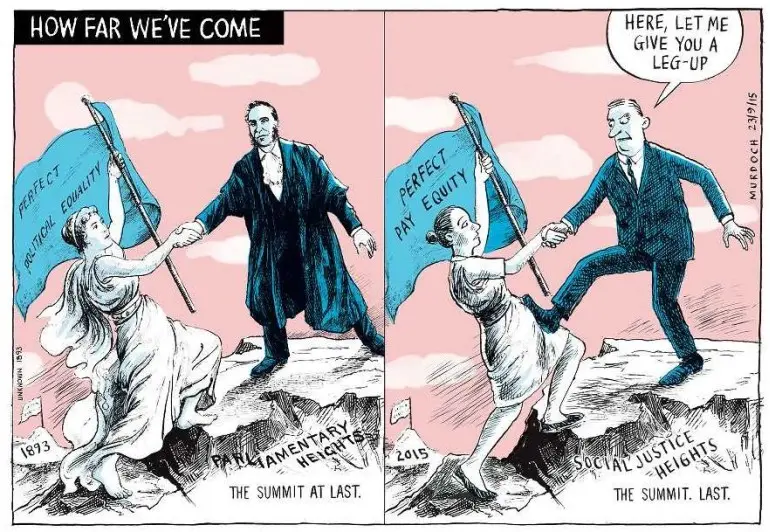 HOW FAR WE'VE COME
PERFECT
POLITICAL EQUALITY
UNKNOWN 1893
1893
PARLIAMENTARY
HEIGHTS
THE SUMMIT AT LAST.
HERE, LET ME
GIVE YOU A
LEG-UP
MURDOCH 23/9/15
PERFECT
PAY EQUITY
2015
SOCIAL JUSTICE
HEIGHTS
THE SUMMIT. LAST.